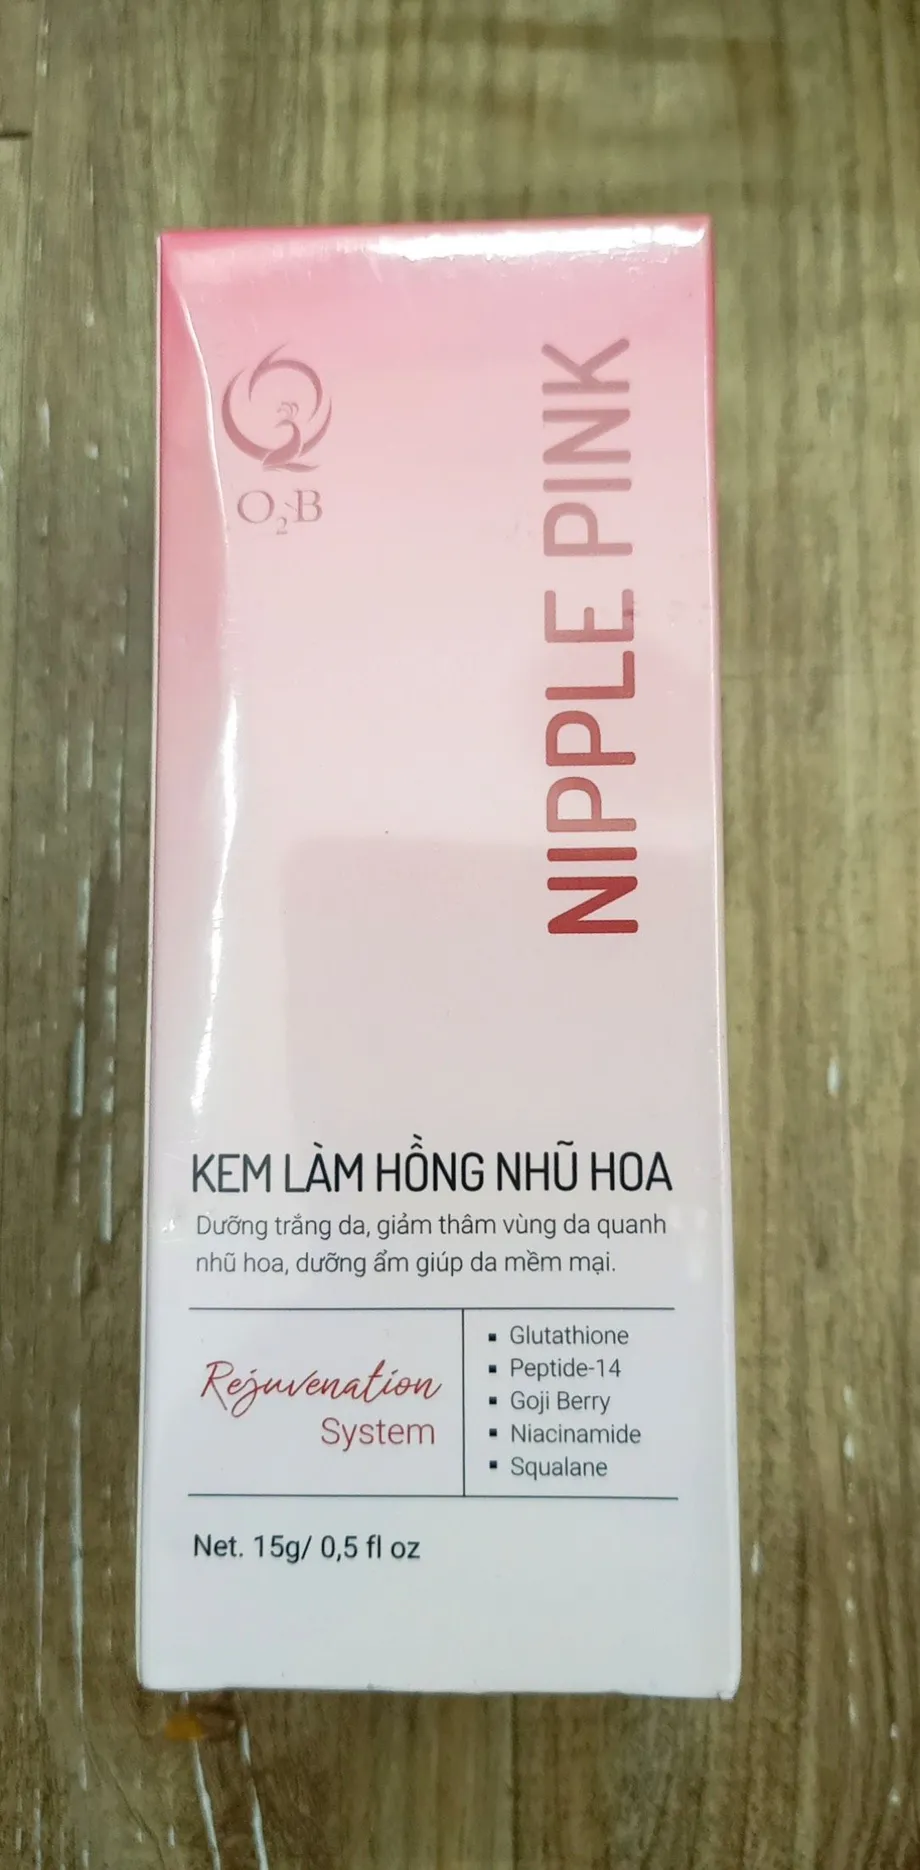 O₂B
NIPPLE PINK
KEM LÀM HỒNG NHŨ HOA
Dưỡng trắng da, giảm thâm vùng da quanh
nhũ hoa, dưỡng ẩm giúp da mềm mại.
Rejuvenation
System
▪ Glutathione
▪ Peptide-14
▪ Goji Berry
▪ Niacinamide
▪ Squalane
Net. 15g/ 0,5 fl oz